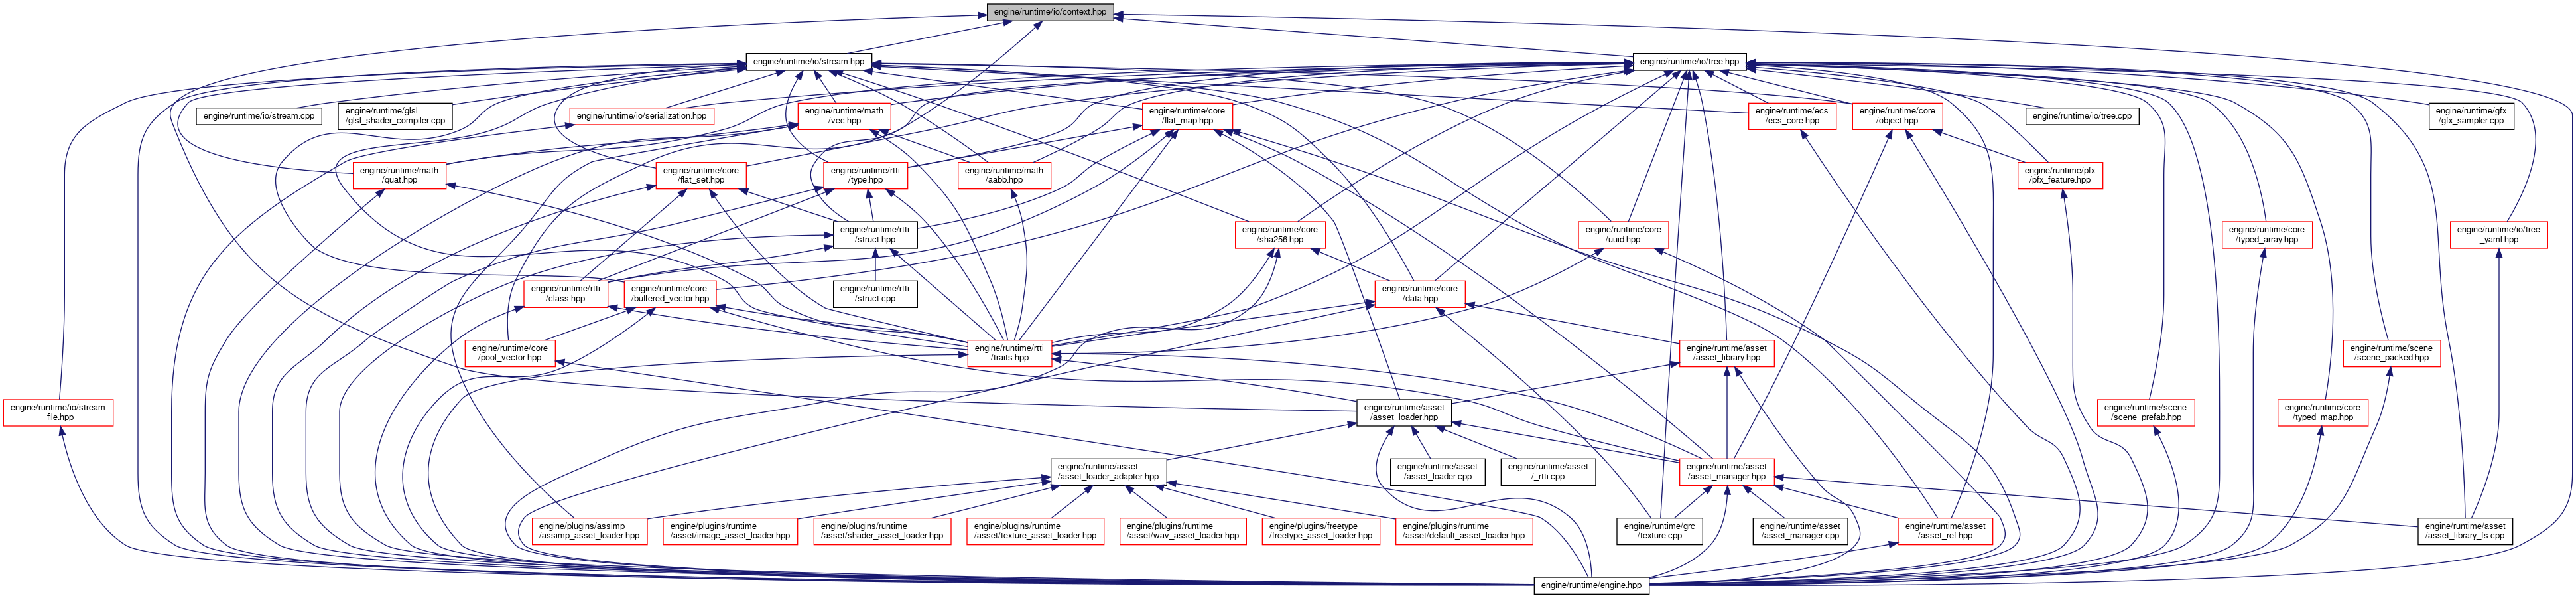 engine/runtime/io/context.hpp
engine/runtime/io/stream.hpp
engine/runtime/io/tree.hpp
engine/runtime/io/stream.cpp
engine/runtime/glsl
/glsl_shader_compiler.cpp
engine/runtime/io/serialization.hpp
engine/runtime/math
/vec.hpp
engine/runtime/core
/flat_map.hpp
engine/runtime/ecs
/ecs_core.hpp
engine/runtime/core
/object.hpp
engine/runtime/io/tree.cpp
engine/runtime/gfx
/gfx_sampler.cpp
engine/runtime/math
/quat.hpp
engine/runtime/core
/flat_set.hpp
engine/runtime/rtti
/type.hpp
engine/runtime/math
/aabb.hpp
engine/runtime/pfx
/pfx_feature.hpp
engine/runtime/rtti
/struct.hpp
engine/runtime/core
/sha256.hpp
engine/runtime/core
/uuid.hpp
engine/runtime/core
/typed_array.hpp
engine/runtime/io/tree
_yaml.hpp
engine/runtime/rtti
/class.hpp
engine/runtime/core
/buffered_vector.hpp
engine/runtime/rtti
/struct.cpp
engine/runtime/core
/data.hpp
engine/runtime/core
/pool_vector.hpp
engine/runtime/rtti
/traits.hpp
engine/runtime/asset
/asset_library.hpp
engine/runtime/scene
/scene_packed.hpp
engine/runtime/io/stream
_file.hpp
engine/runtime/asset
/asset_loader.hpp
engine/runtime/scene
/scene_prefab.hpp
engine/runtime/core
/typed_map.hpp
engine/runtime/asset
/asset_loader_adapter.hpp
engine/runtime/asset
/asset_loader.cpp
engine/runtime/asset
/_rtti.cpp
engine/runtime/asset
/asset_manager.hpp
engine/plugins/assimp
/assimp_asset_loader.hpp
engine/plugins/runtime
asset/image_asset_loader.hpp
engine/plugins/runtime
asset/shader_asset_loader.hpp
engine/plugins/runtime
asset/texture_asset_loader.hpp
engine/plugins/runtime
asset/wav_asset_loader.hpp
engine/plugins/freetype
/freetype_asset_loader.hpp
engine/plugins/runtime
asset/default_asset_loader.hpp
engine/runtime/grc
/texture.cpp
engine/runtime/asset
/asset_manager.cpp
engine/runtime/asset
/asset_ref.hpp
engine/runtime/asset
/asset_library_fs.cpp
engine/runtime/engine.hpp